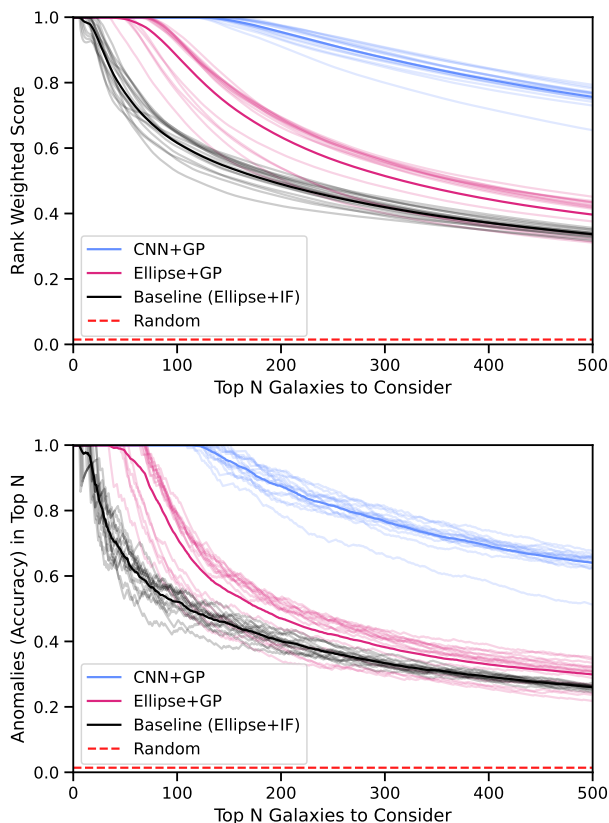 1.0
0.8
0.6
0.4
0.2
0.0
Rank Weighted Score
CNN+GP
Ellipse+GP
Baseline (Ellipse+IF)
Random
0 100 200 300 400 500
Top N Galaxies to Consider
1.0
0.8
0.6
0.4
0.2
0.0
Anomalies (Accuracy) in Top N
CNN+GP
Ellipse+GP
Baseline (Ellipse+IF)
Random
0 100 200 300 400 500
Top N Galaxies to Consider